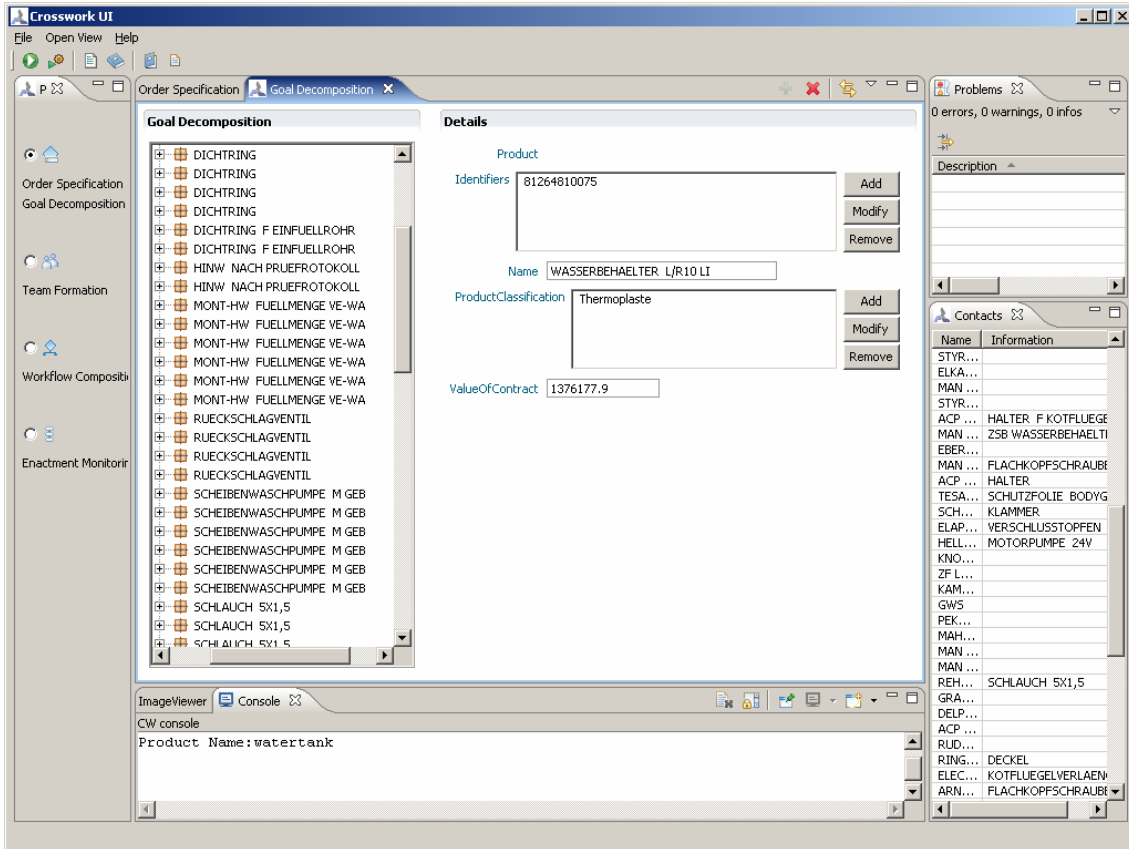 Crosswork UI
File Open View Help
P
Order Specification
Goal Decomposition
Team Formation
Workflow Compositi
Enactment Monitorin
Order Specification Goal Decomposition
Goal Decomposition
DICHTRING
DICHTRING
DICHTRING
DICHTRING
DICHTRING F EINFUELLROHR
DICHTRING F EINFUELLROHR
HINW NACH PRUEFROTOKOLL
HINW NACH PRUEFROTOKOLL
MONT-HW FUELLMENGE VE-WA
MONT-HW FUELLMENGE VE-WA
MONT-HW FUELLMENGE VE-WA
MONT-HW FUELLMENGE VE-WA
MONT-HW FUELLMENGE VE-WA
MONT-HW FUELLMENGE VE-WA
RUECKSCHLAGVENTIL
RUECKSCHLAGVENTIL
RUECKSCHLAGVENTIL
RUECKSCHLAGVENTIL
SCHEIBENWASCHPUMPE M GEB
SCHEIBENWASCHPUMPE M GEB
SCHEIBENWASCHPUMPE M GEB
SCHEIBENWASCHPUMPE M GEB
SCHEIBENWASCHPUMPE M GEB
SCHEIBENWASCHPUMPE M GEB
SCHLAUCH 5X1,5
SCHLAUCH 5X1,5
SCHLAUCH 5X1,5
Details
Product
Identifiers 81264810075
Add
Modify
Remove
Name WASSERBEHAELTER L/R10 LI
ProductClassification Thermoplaste
Add
Modify
Remove
ValueOfContract 1376177.9
ImageViewer Console
CW console
Product Name:watertank
Problems
0 errors, 0 warnings, 0 infos
Description
Contacts
Name Information
STYR...
ELKA...
MAN ...
STYR...
ACP ... HALTER F KOTFLUEGE
MAN ... ZSB WASSERBEHAELTI
EBER...
MAN ... FLACHKOPFSCHRAUBE
ACP ... HALTER
TESA... SCHUTZFOLIE BODYG
SCH... KLAMMER
ELAP... VERSCHLUSSTOPFEN
HELL... MOTORPUMPE 24V
KNO...
ZF L...
KAM...
GWS
PEK...
MAH...
MAN ...
MAN ...
REH... SCHLAUCH 5X1,5
GRA...
DELP...
ACP ...
RUD...
RING... DECKEL
ELEC... KOTFLUEGELVERLAEN
ARN... FLACHKOPFSCHRAUBE